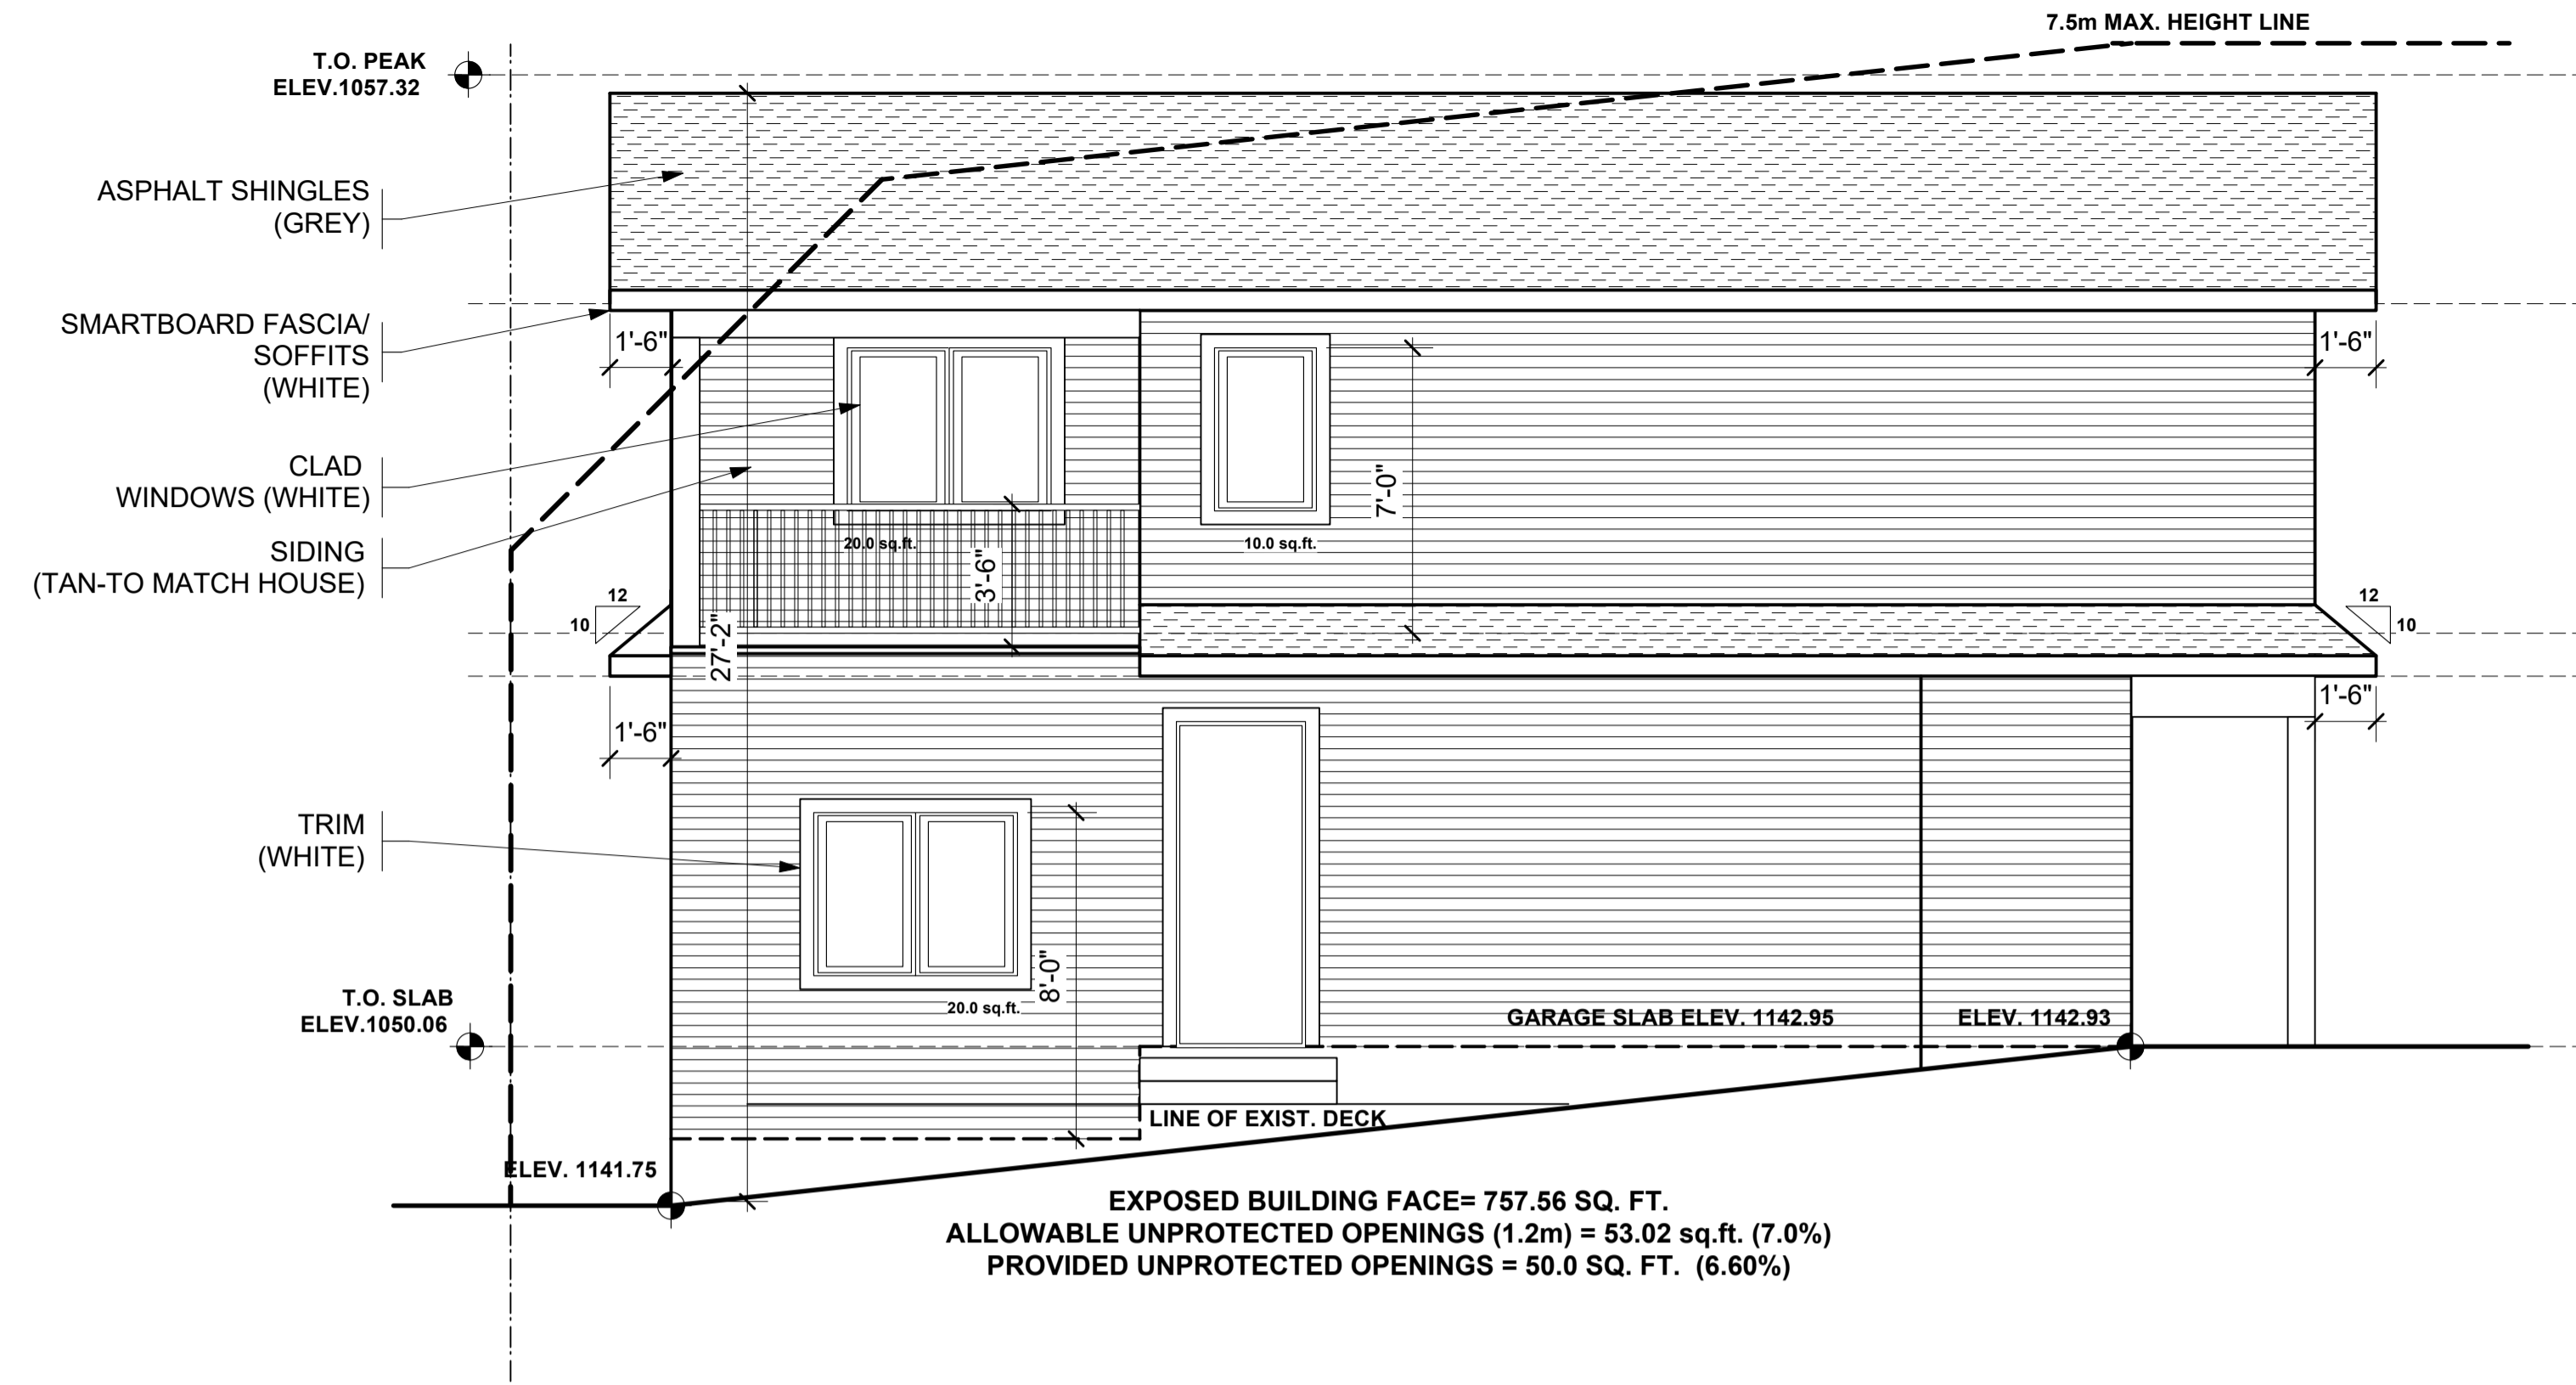 7.5m MAX. HEIGHT LINE
T.O. PEAK
ELEV.1057.32
ASPHALT SHINGLES
(GREY)
SMARTBOARD FASCIA/
SOFFITS
(WHITE)
1'-6"
1'-6"
CLAD
WINDOWS (WHITE)
7'-0"
SIDING
(TAN-TO MATCH HOUSE)
20.0 sq.ft.
10.0 sq.ft.
3'-6"
12
10
12
10
27'-2"
1'-6"
1'-6"
TRIM
(WHITE)
8'-0"
T.O. SLAB
ELEV.1050.06
20.0 sq.ft.
GARAGE SLAB ELEV. 1142.95
ELEV. 1142.93
LINE OF EXIST. DECK
ELEV. 1141.75
EXPOSED BUILDING FACE= 757.56 SQ. FT.
ALLOWABLE UNPROTECTED OPENINGS (1.2m) = 53.02 sq.ft. (7.0%)
PROVIDED UNPROTECTED OPENINGS = 50.0 SQ. FT. (6.60%)